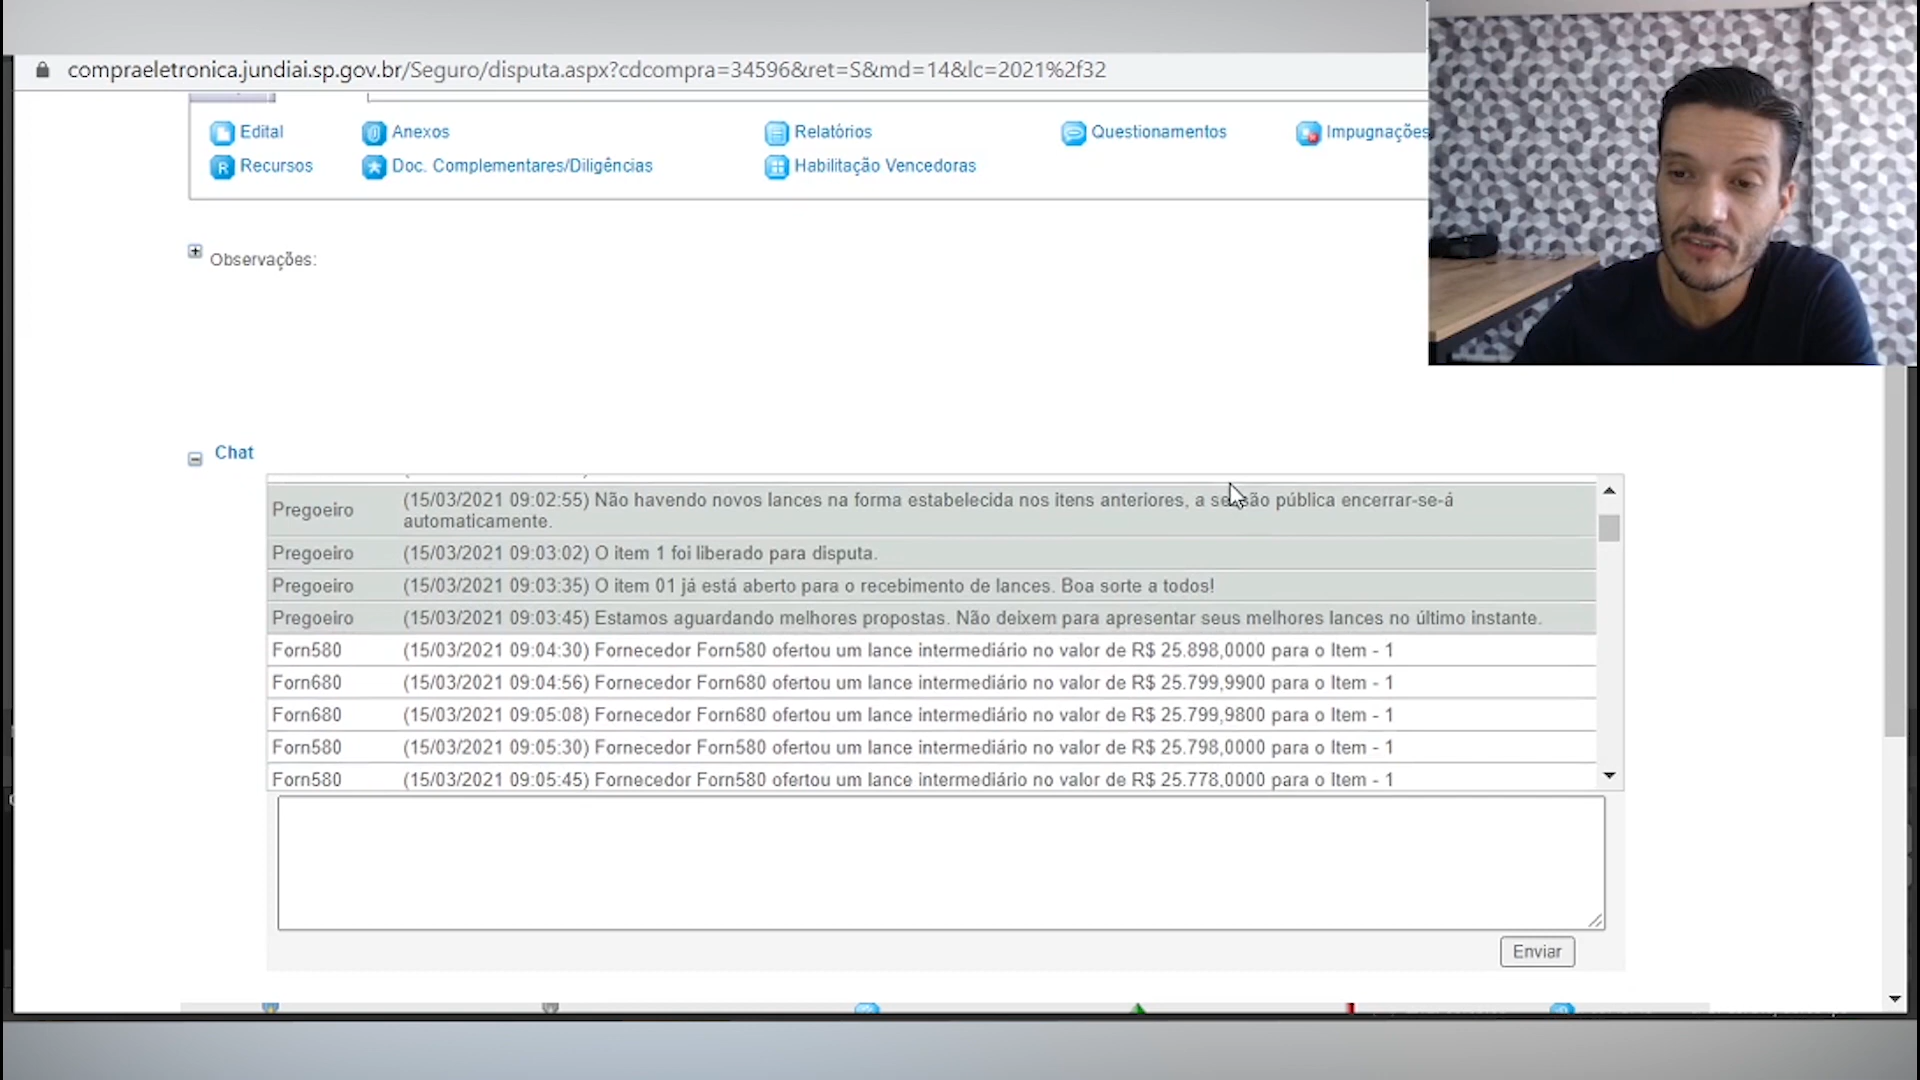 compraeletronica.jundiai.sp.gov.br/Seguro/disputa.aspx?cdcompra=34596&ret=S&md=14&lc=2021%2f32
Edital Anexos Relatórios Questionamentos Impugnações
Recursos Doc. Complementares/Diligências Habilitação Vencedoras
Observações:
Chat
Pregoeiro (15/03/2021 09:02:55) Não havendo novos lances na forma estabelecida nos itens anteriores, a sessão pública encerrar-se-á
automaticamente.
Pregoeiro (15/03/2021 09:03:02) O item 1 foi liberado para disputa.
Pregoeiro (15/03/2021 09:03:35) O item 01 já está aberto para o recebimento de lances. Boa sorte a todos!
Pregoeiro (15/03/2021 09:03:45) Estamos aguardando melhores propostas. Não deixem para apresentar seus melhores lances no último instante.
Forn580 (15/03/2021 09:04:30) Fornecedor Forn580 ofertou um lance intermediário no valor de R$ 25.898,0000 para o Item - 1
Forn680 (15/03/2021 09:04:56) Fornecedor Forn680 ofertou um lance intermediário no valor de R$ 25.799,9900 para o Item - 1
Forn680 (15/03/2021 09:05:08) Fornecedor Forn680 ofertou um lance intermediário no valor de R$ 25.799,9800 para o Item - 1
Forn580 (15/03/2021 09:05:30) Fornecedor Forn580 ofertou um lance intermediário no valor de R$ 25.798,0000 para o Item - 1
Forn580 (15/03/2021 09:05:45) Fornecedor Forn580 ofertou um lance intermediário no valor de R$ 25.778,0000 para o Item - 1
Enviar